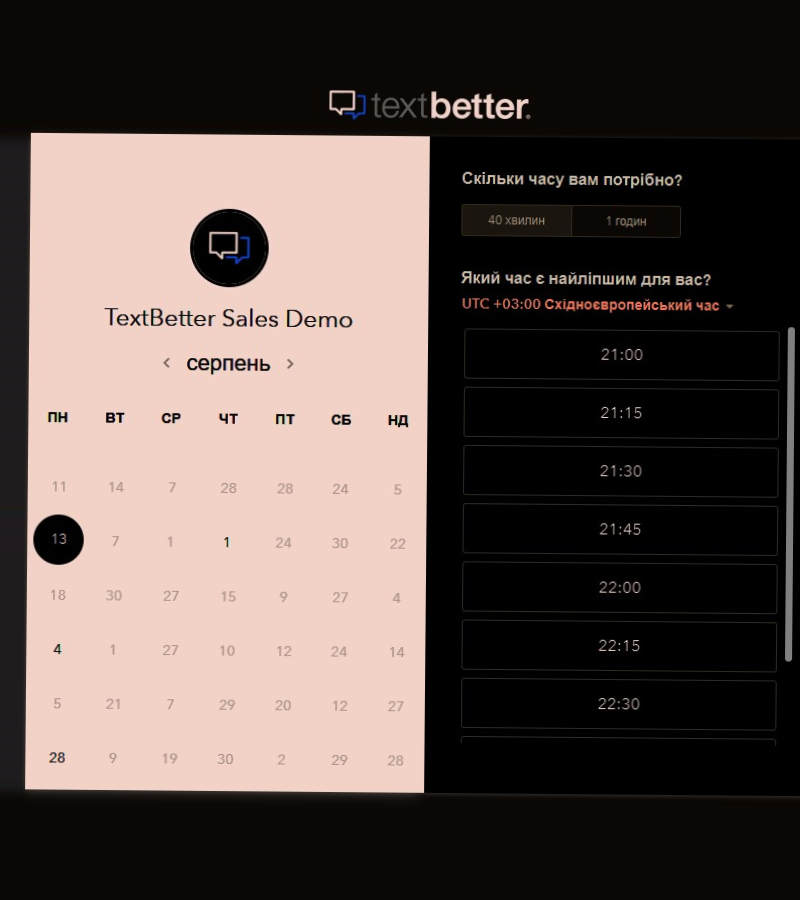 textbetter.
TextBetter Sales Demo
серпень
ПН ВТ СР ЧТ ПТ СБ НД
11 14 7 28 28 24 5
13 7 1 1 24 30 22
18 30 27 15 9 27 4
4 1 27 10 12 24 14
5 21 7 29 20 12 27
28 9 19 30 2 29 28
Скільки часу вам потрібно?
40 хвилин 1 годин
Який час є найліпшим для вас?
UTC +03:00 Східноєвропейський час
21:00
21:15
21:30
21:45
22:00
22:15
22:30